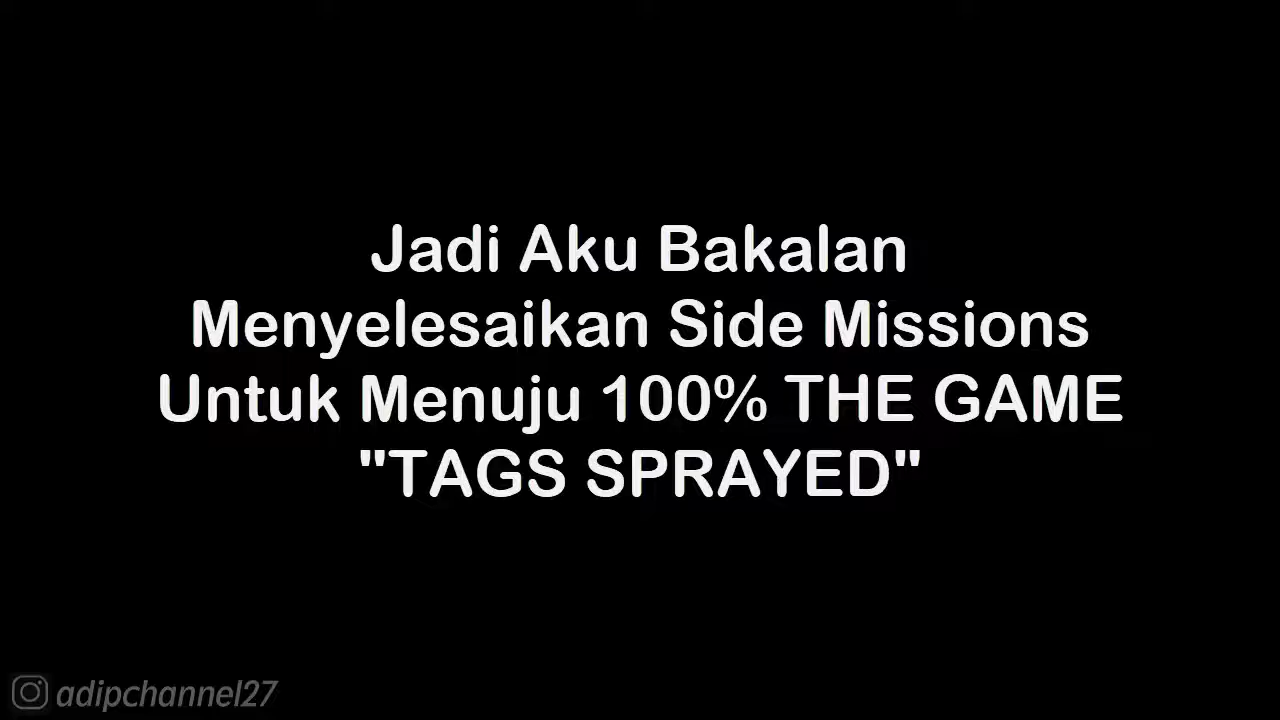 Jadi Aku Bakalan
Menyelesaikan Side Missions
Untuk Menuju 100% THE GAME
"TAGS SPRAYED"
adipchannel27